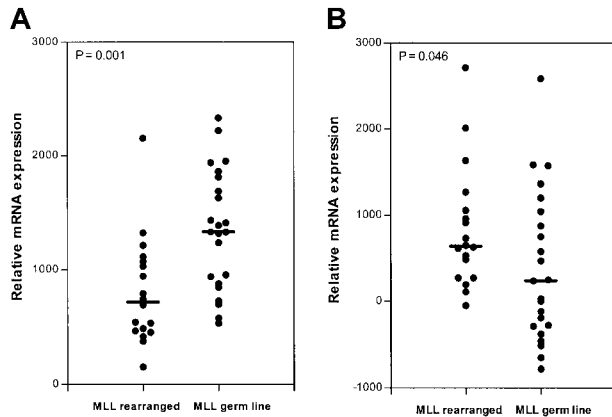 A
B
3000
P = 0.001
2000
1000
0
Relative mRNA expression
MLL rearranged
MLL germ line
3000
P = 0.046
2000
1000
0
-1000
Relative mRNA expression
MLL rearranged
MLL germ line